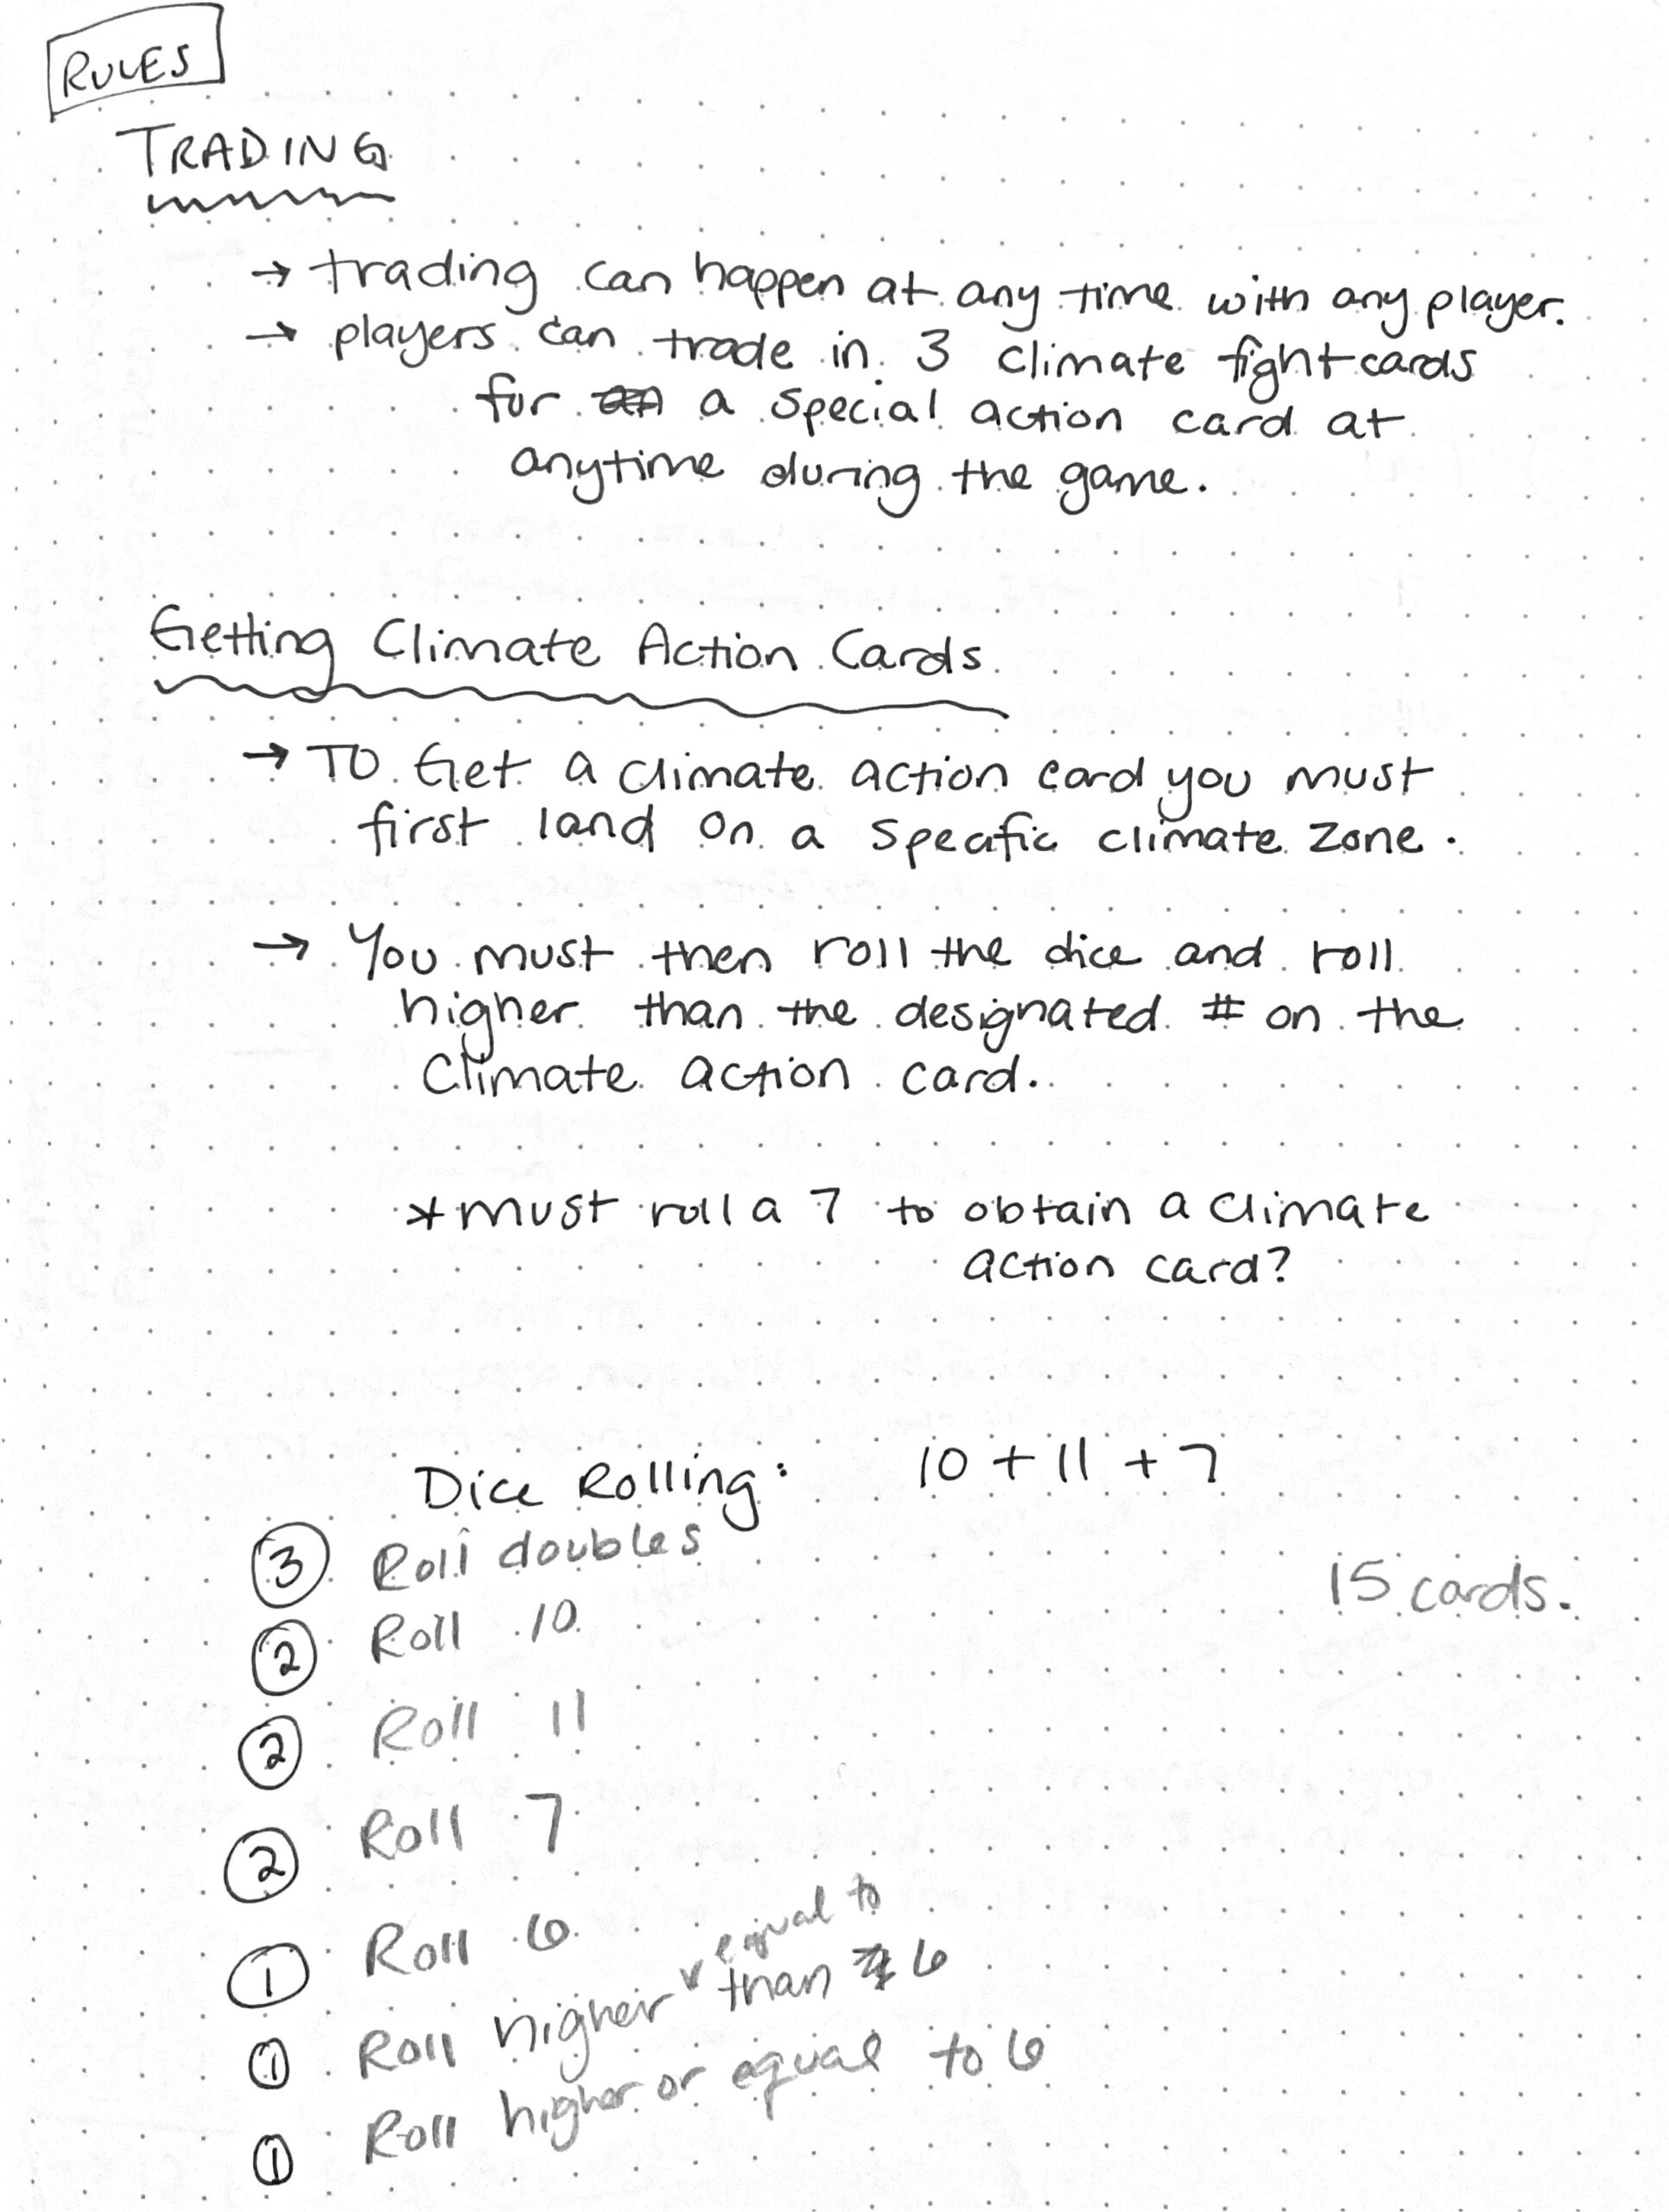 RULES
TRADING
→ trading can happen at any time with any player.
→ players can trade in 3 climate fight cards
for a special action card at
anytime during the game.
Getting Climate Action Cards
→ To Get a climate action card you must
first land on a specific climate zone.
→ You must then roll the dice and roll
higher than the designated # on the
Climate action card.
*must roll a 7 to obtain a climate
action card?
Dice Rolling: 10 + 11 + 7
③ Roll doubles
15 cards.
② Roll 10
② Roll 11
② Roll 7
① Roll 6
equal to
① Roll higher than 6
① Roll higher or equal to 6